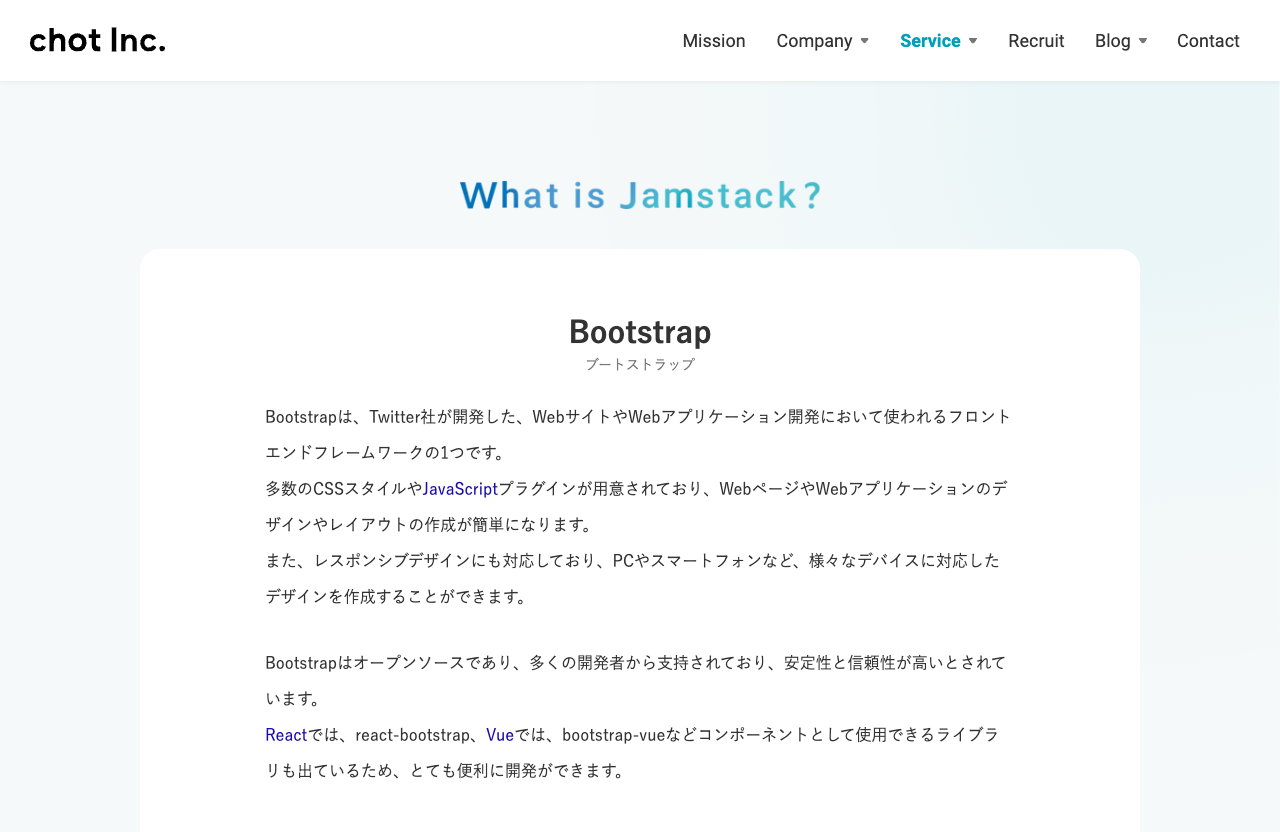 chot Inc.
Mission Company Service Recruit Blog Contact
What is Jamstack?
Bootstrap
ブートストラップ
Bootstrapは、Twitter社が開発した、WebサイトやWebアプリケーション開発において使われるフロント
エンドフレームワークの1つです。
多数のCSSスタイルやJavaScriptプラグインが用意されており、WebページやWebアプリケーションのデ
ザインやレイアウトの作成が簡単になります。
また、レスポンシブデザインにも対応しており、PCやスマートフォンなど、様々なデバイスに対応した
デザインを作成することができます。
Bootstrapはオープンソースであり、多くの開発者から支持されており、安定性と信頼性が高いとされて
います。
Reactでは、react-bootstrap、Vueでは、bootstrap-vueなどコンポーネントとして使用できるライブラ
リも出ているため、とても便利に開発ができます。